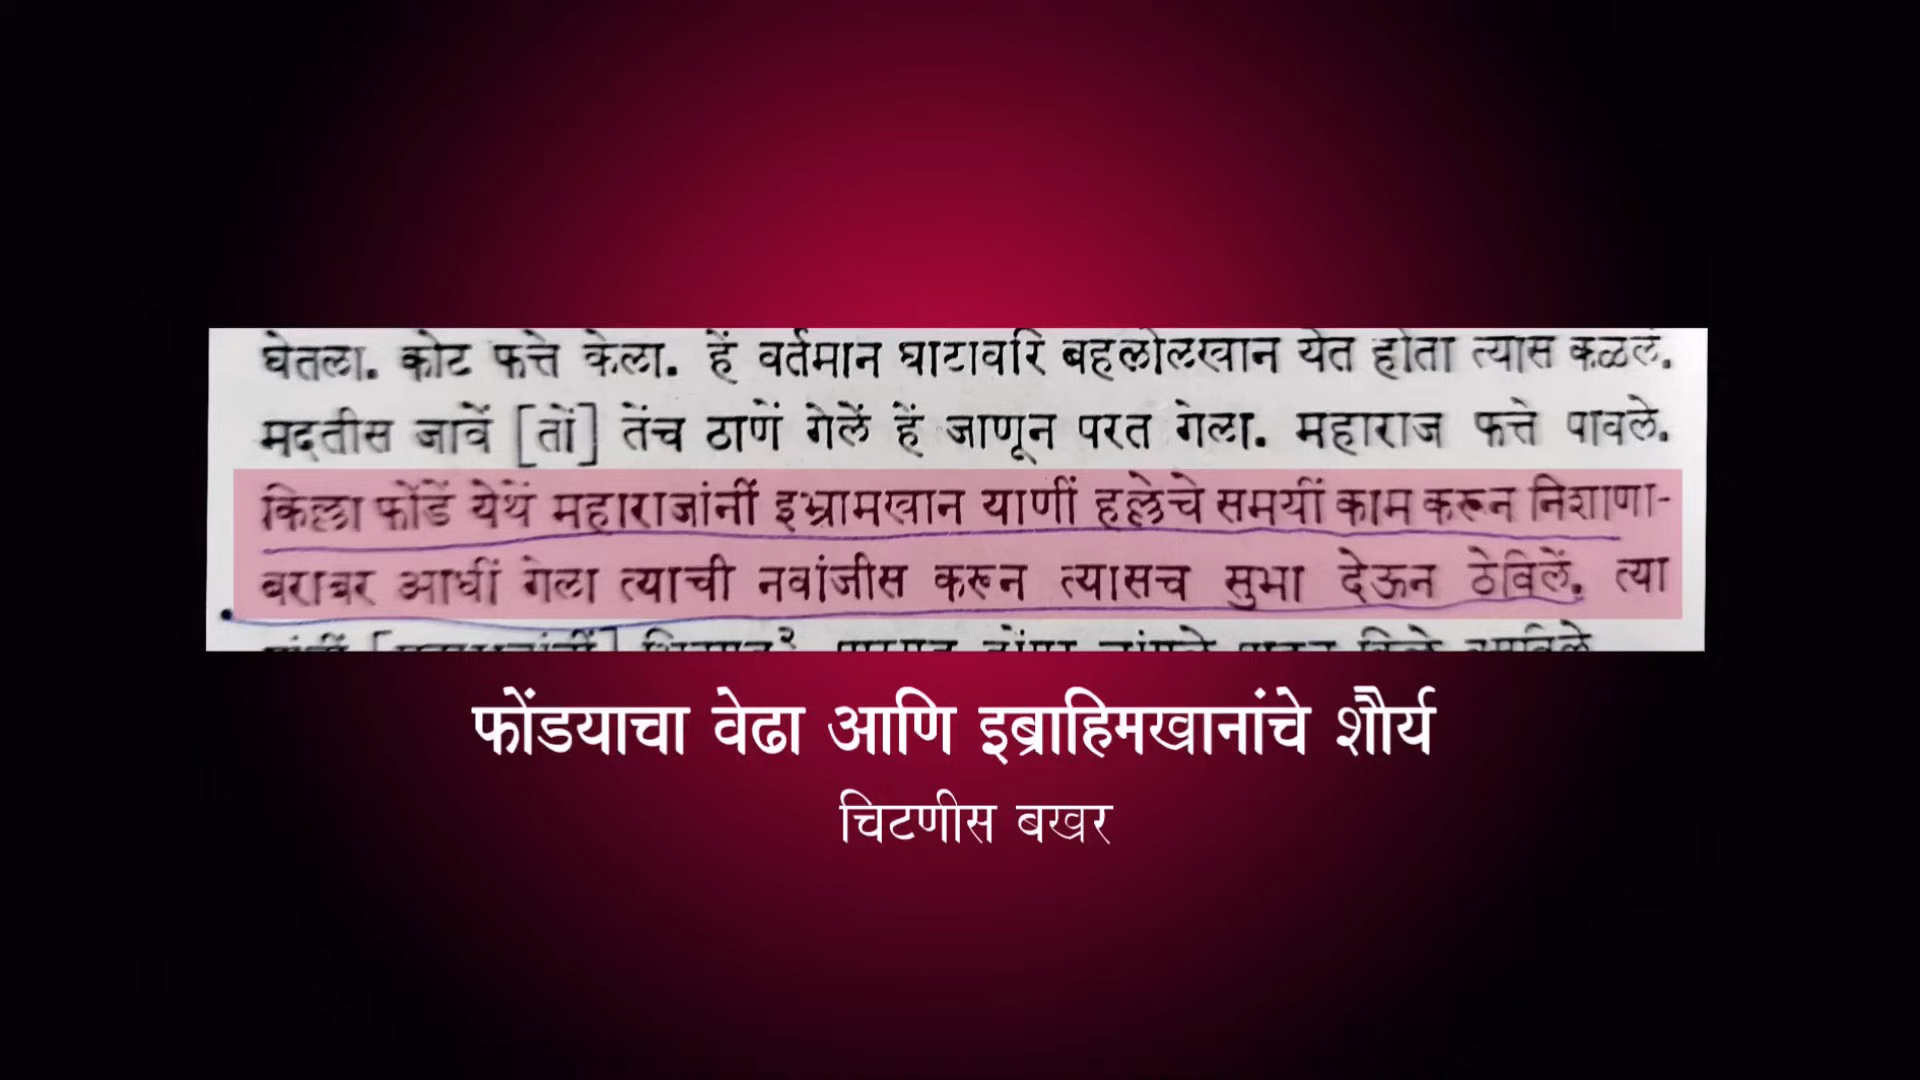 घेतला. कोट फत्ते केला. हें वर्तमान घाटावरि बहलोलखान येत होता त्यास कळलें.
मदतीस जावें [तों] तेंच ठाणें गेलें हें जाणून परत गेला. महाराज फत्ते पावले.
किल्ला फोंडें येथें महाराजांनीं इभ्रामखान याणीं हल्लेचे समयीं काम करून निशाणा-
बराबर आधीं गेला त्याची नवांजीस करून त्यासच सुभा देऊन ठेविलें. त्या
फोंडयाचा वेढा आणि इब्राहिमखानांचे शौर्य
चिटणीस बखर